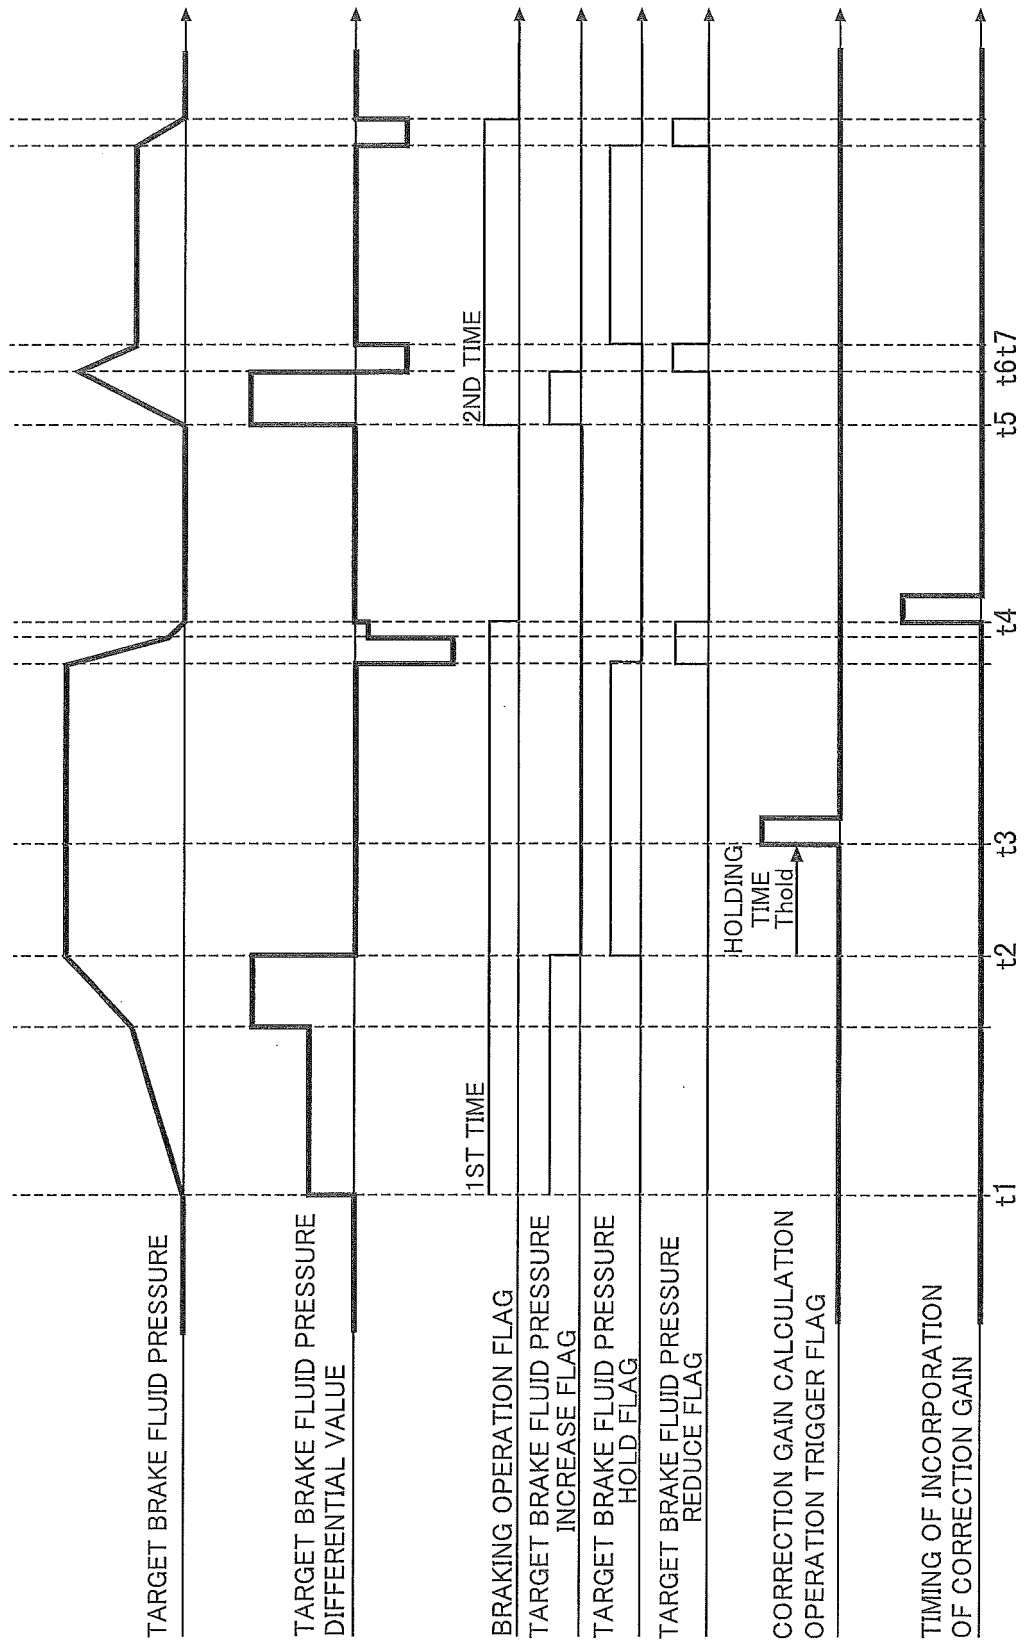 TARGET BRAKE FLUID PRESSURE
TARGET BRAKE FLUID PRESSURE
DIFFERENTIAL VALUE
BRAKING OPERATION FLAG
1ST TIME
2ND TIME
TARGET BRAKE FLUID PRESSURE
INCREASE FLAG
TARGET BRAKE FLUID PRESSURE
HOLD FLAG
TARGET BRAKE FLUID PRESSURE
REDUCE FLAG
HOLDING
TIME
Thold
CORRECTION GAIN CALCULATION
OPERATION TRIGGER FLAG
TIMING OF INCORPORATION
OF CORRECTION GAIN
t1 t2 t3 t4 t5 t6 t7